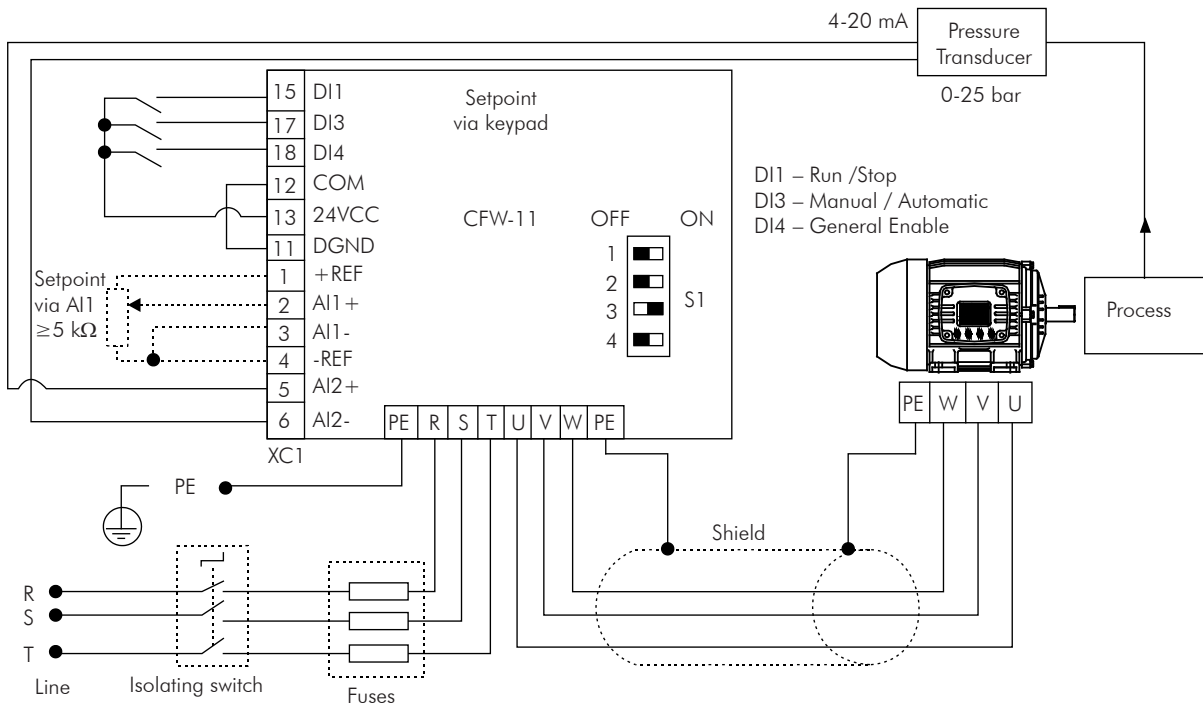 4-20 mA
Pressure
Transducer
0-25 bar
15 DI1
17 DI3
18 DI4
12 COM
13 24VCC
11 DGND
1 +REF
2 AI1+
3 AI1-
4 -REF
5 AI2+
6 AI2-
XC1
Setpoint
via keypad
CFW-11
OFF ON
1
2
3
4
S1
DI1 – Run /Stop
DI3 – Manual / Automatic
DI4 – General Enable
Setpoint
via AI1
≥5 kΩ
Process
PE R S T U V W PE
PE W V U
PE
Shield
R
S
T
Line
Isolating switch
Fuses